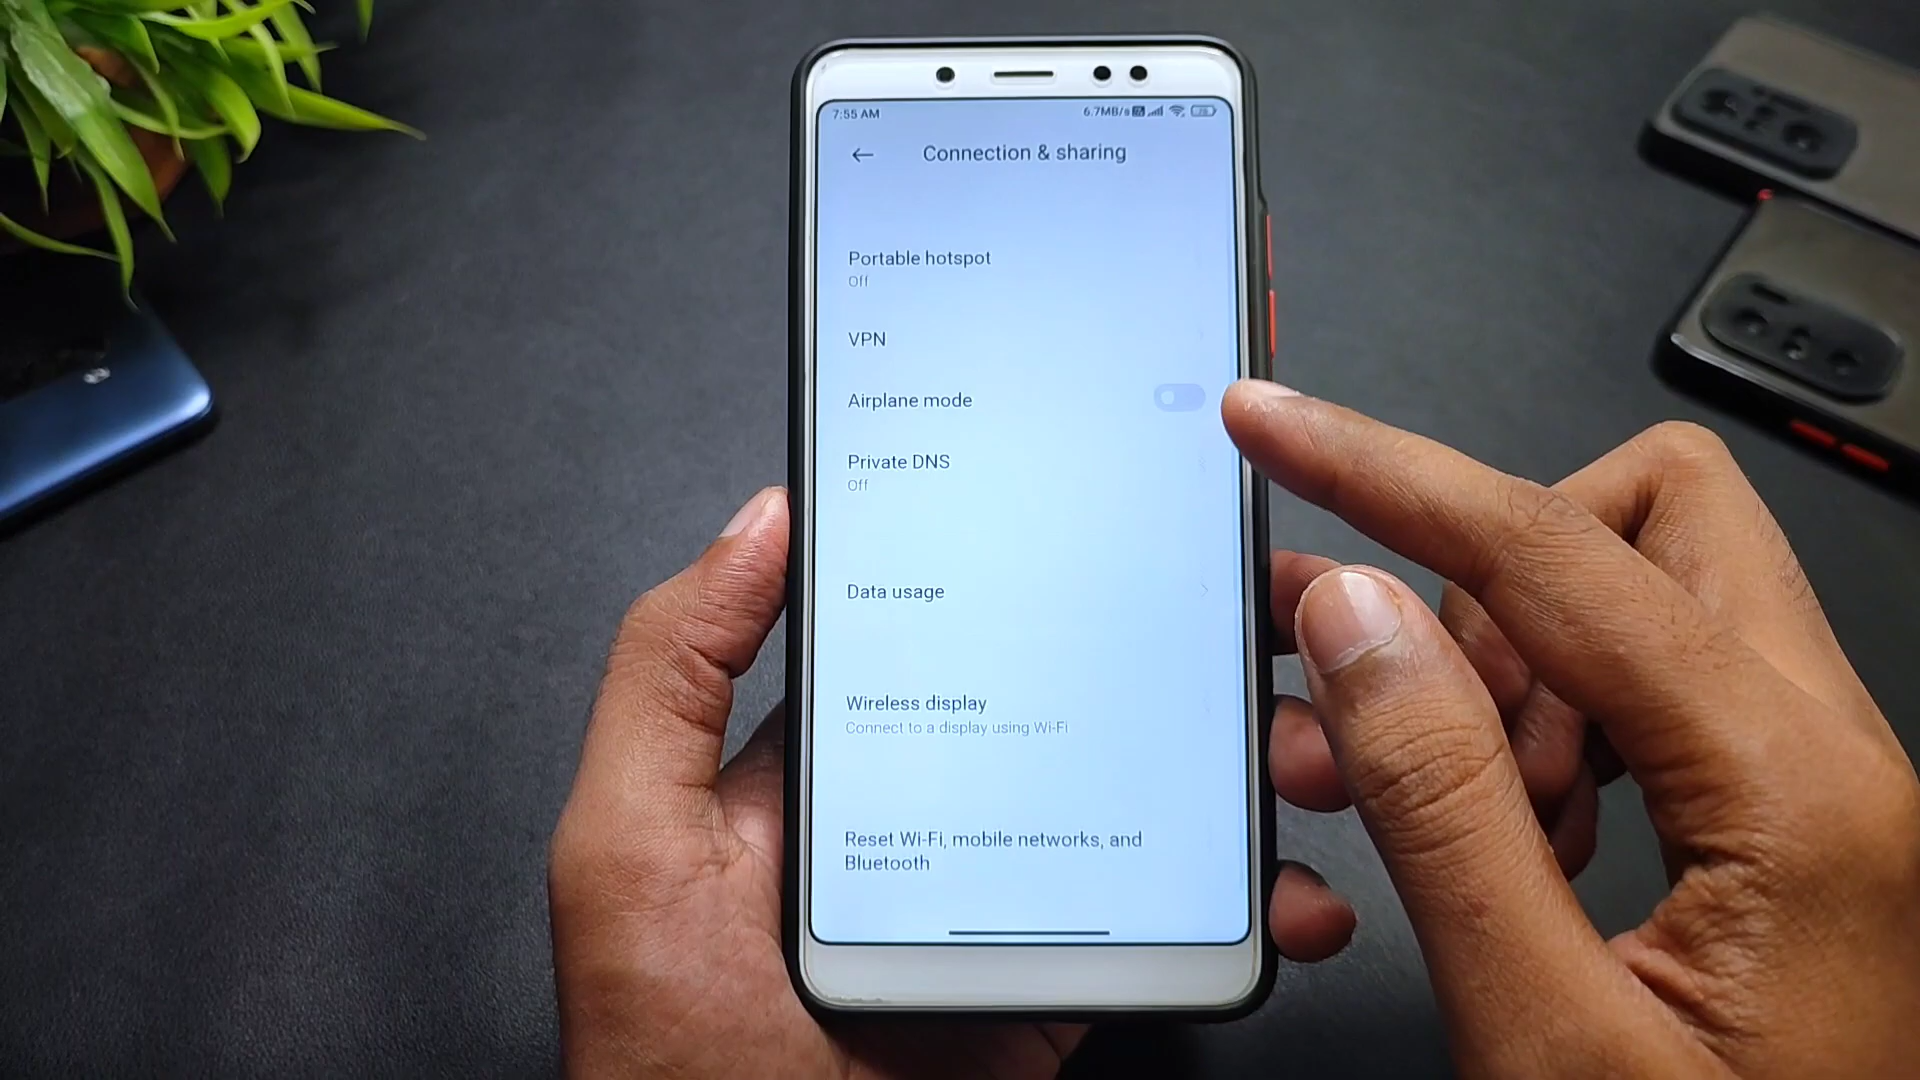 7:55 AM
6.7MB/s
Connection & sharing
Portable hotspot
Off
VPN
Airplane mode
Private DNS
Off
Data usage
Wireless display
Connect to a display using Wi-Fi
Reset Wi-Fi, mobile networks, and
Bluetooth